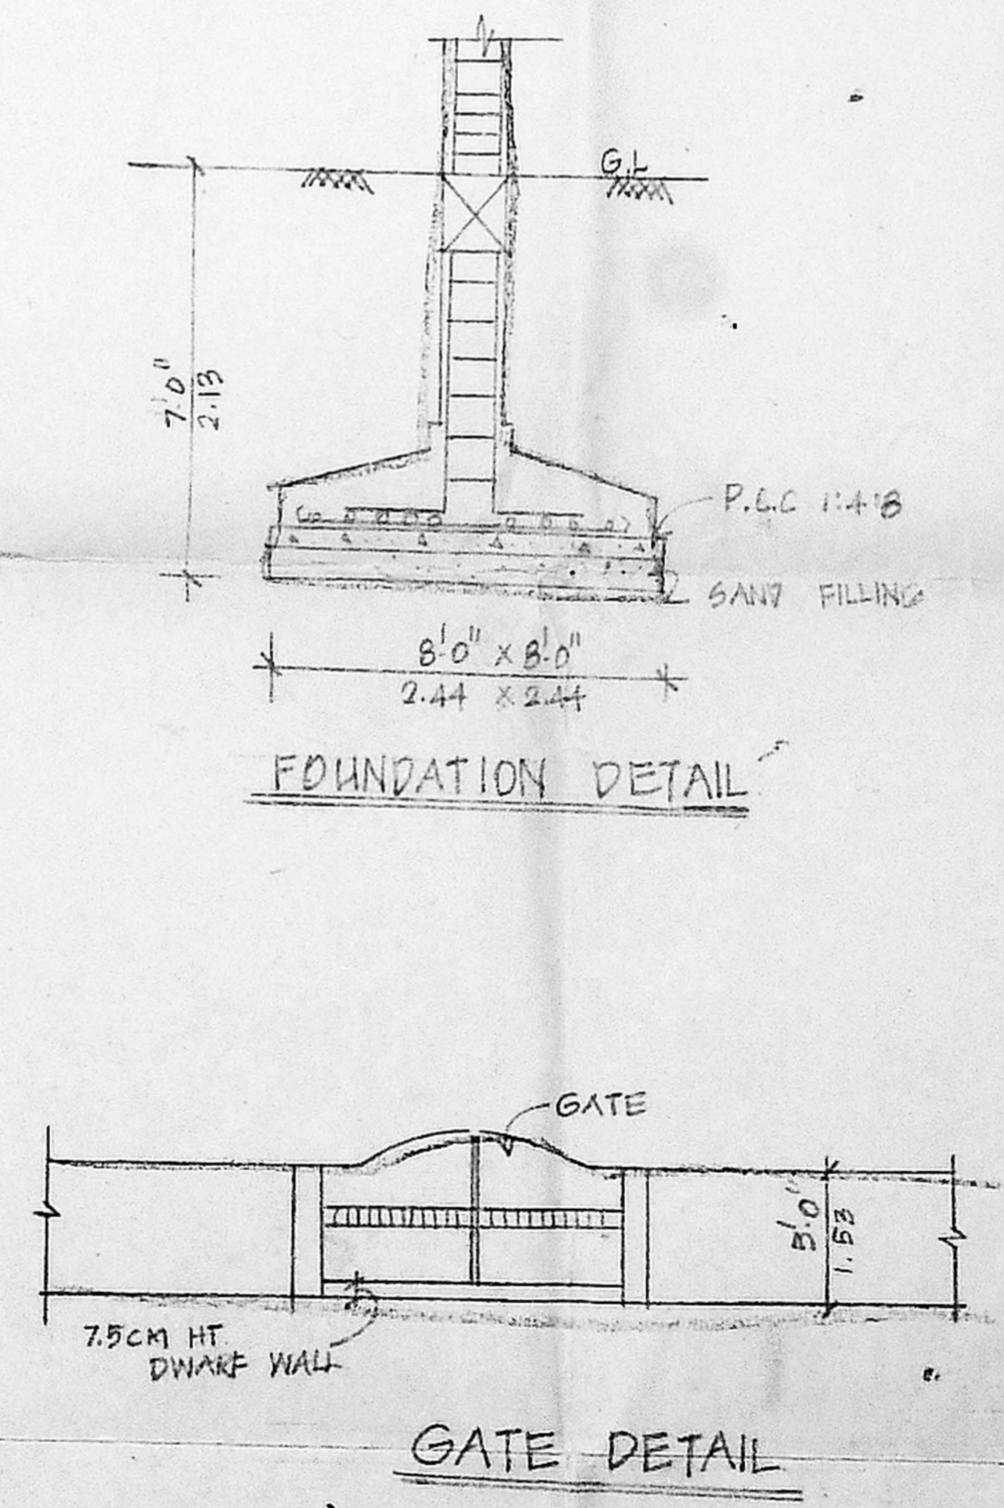 G.L
7'-0"
2.13
P.C.C 1:4:8
SAND FILLING
8'-0" x 8'-0"
2.44 x 2.44
FOUNDATION DETAIL
GATE
5'-0"
1.53
7.5CM HT
DWARF WALL
GATE DETAIL